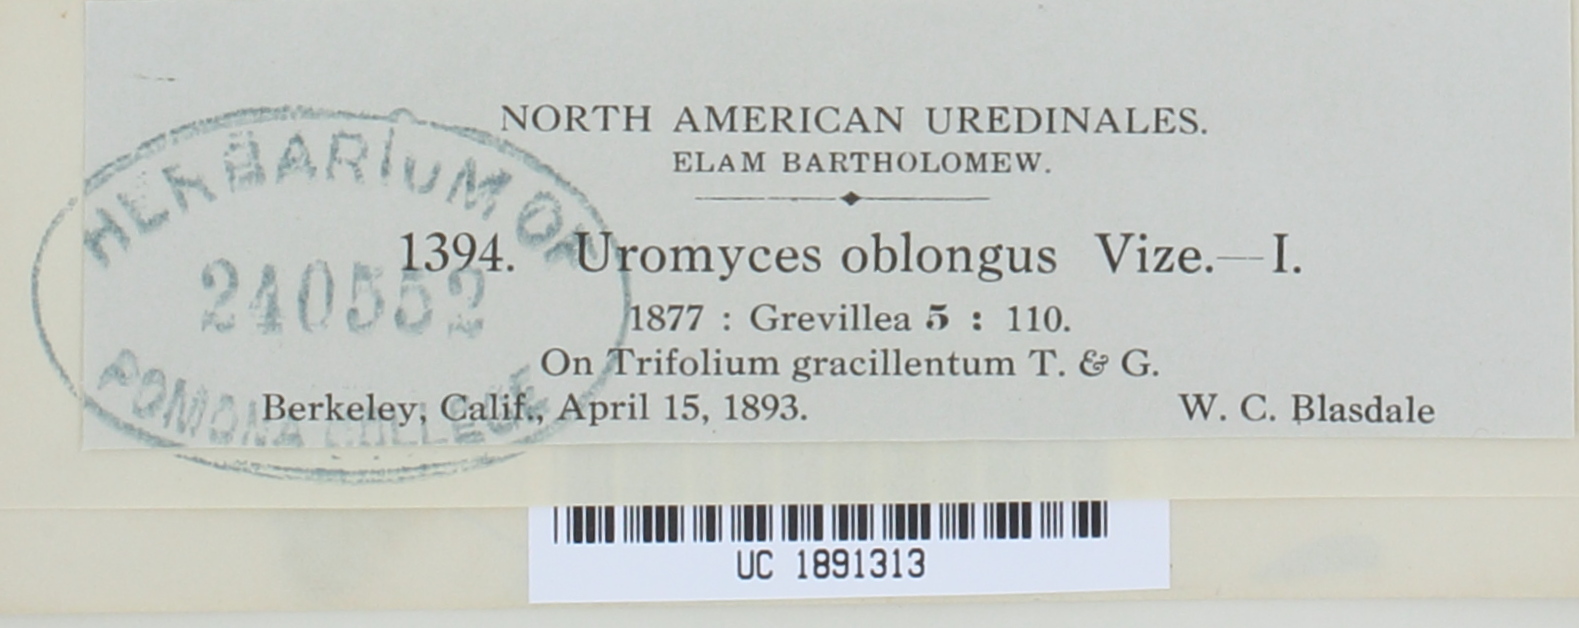 NORTH AMERICAN UREDINALES.
ELAM BARTHOLOMEW.
HERBARIUM OF
240552
POMONA COLLEGE
1394. Uromyces oblongus Vize.—I.
1877 : Grevillea 5 : 110.
On Trifolium gracillentum T. & G.
Berkeley, Calif., April 15, 1893. W. C. Blasdale
UC 1891313